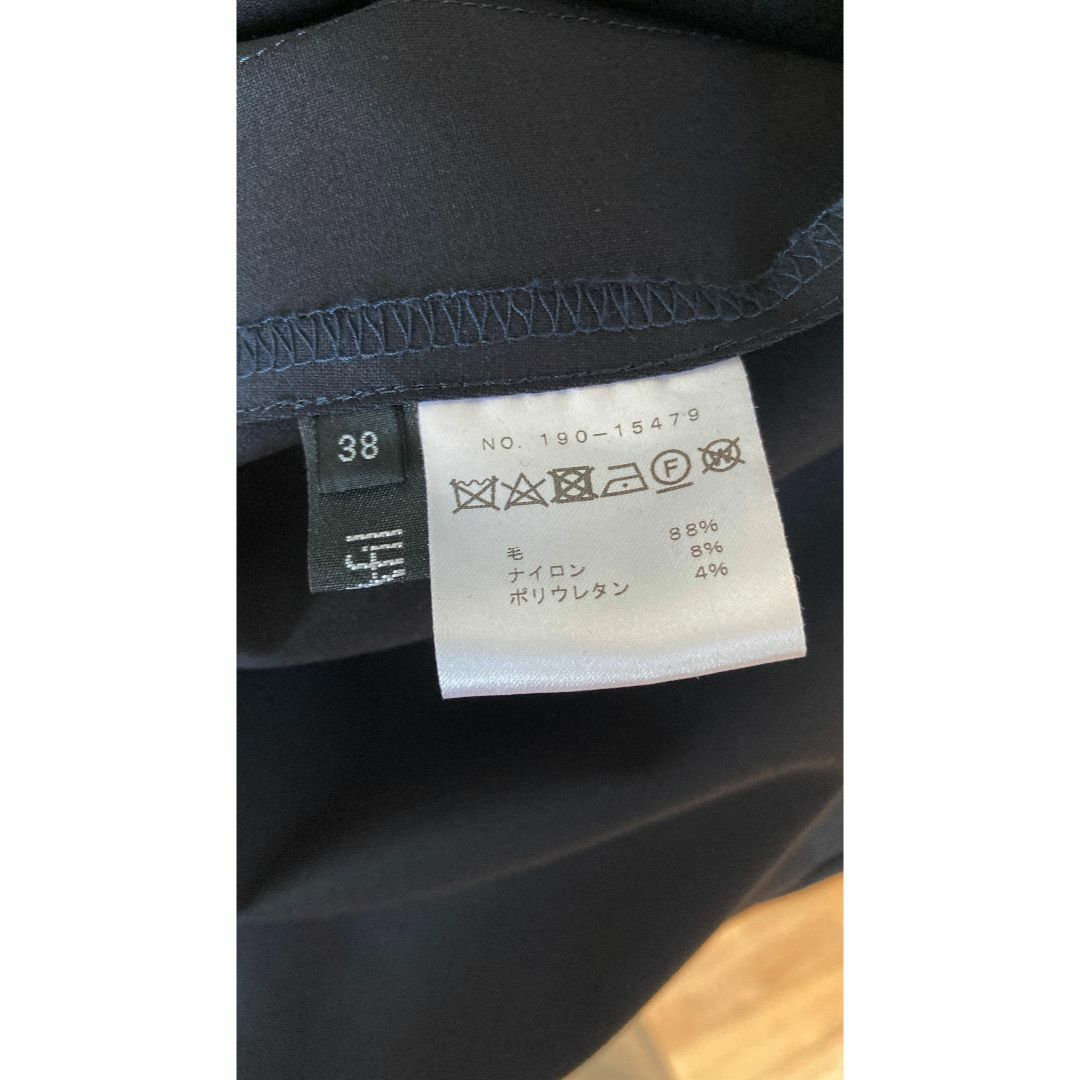 38
NO. 190-15479
F W
毛 88%
ナイロン 8%
ポリウレタン 4%